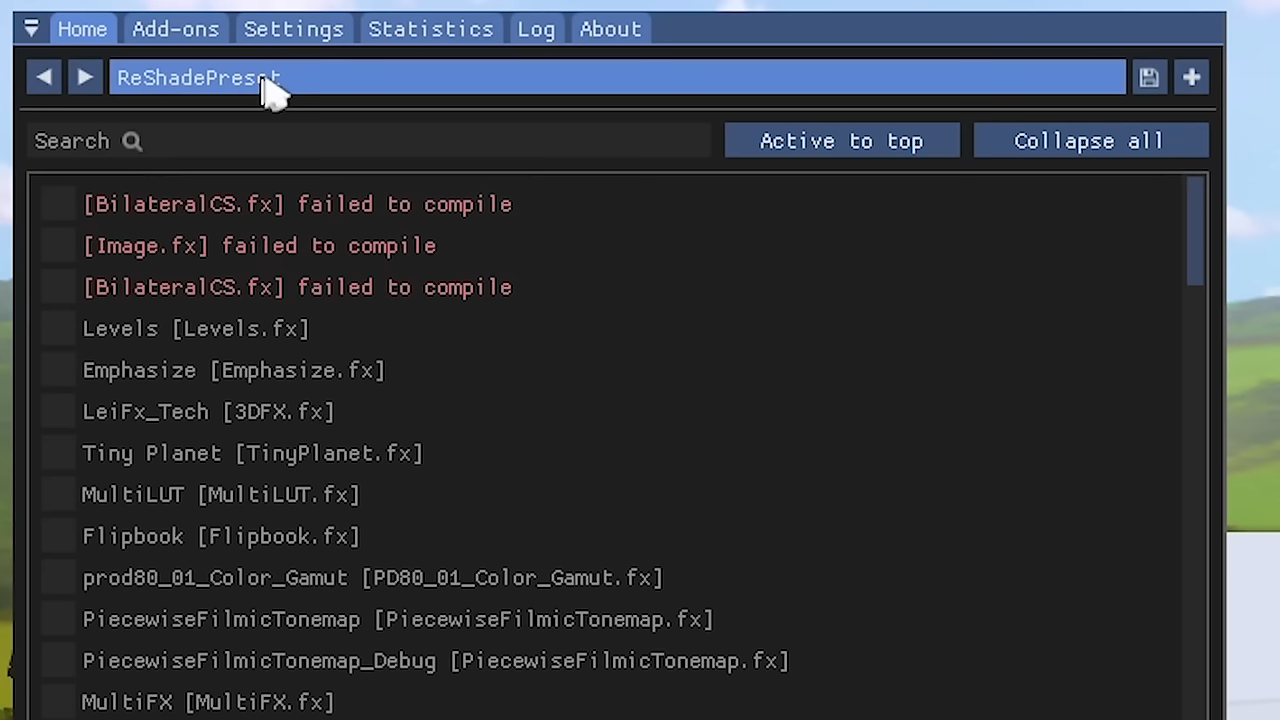 Home Add-ons Settings Statistics Log About
ReShadePreset
Search Active to top Collapse all
[BilateralCS.fx] failed to compile
[Image.fx] failed to compile
[BilateralCS.fx] failed to compile
Levels [Levels.fx]
Emphasize [Emphasize.fx]
LeiFx_Tech [3DFX.fx]
Tiny Planet [TinyPlanet.fx]
MultiLUT [MultiLUT.fx]
Flipbook [Flipbook.fx]
prod80_01_Color_Gamut [PD80_01_Color_Gamut.fx]
PiecewiseFilmicTonemap [PiecewiseFilmicTonemap.fx]
PiecewiseFilmicTonemap_Debug [PiecewiseFilmicTonemap.fx]
MultiFX [MultiFX.fx]